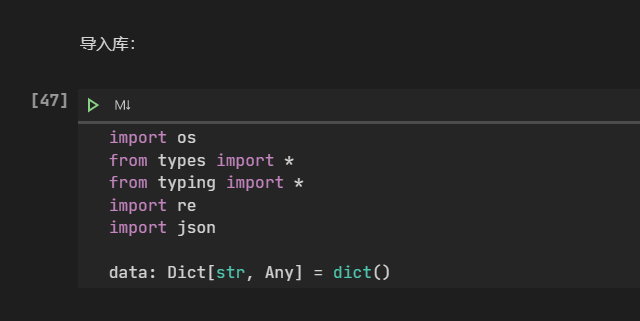 导入库：
[47]
M↓
import os
from types import *
from typing import *
import re
import json
data: Dict[str, Any] = dict()